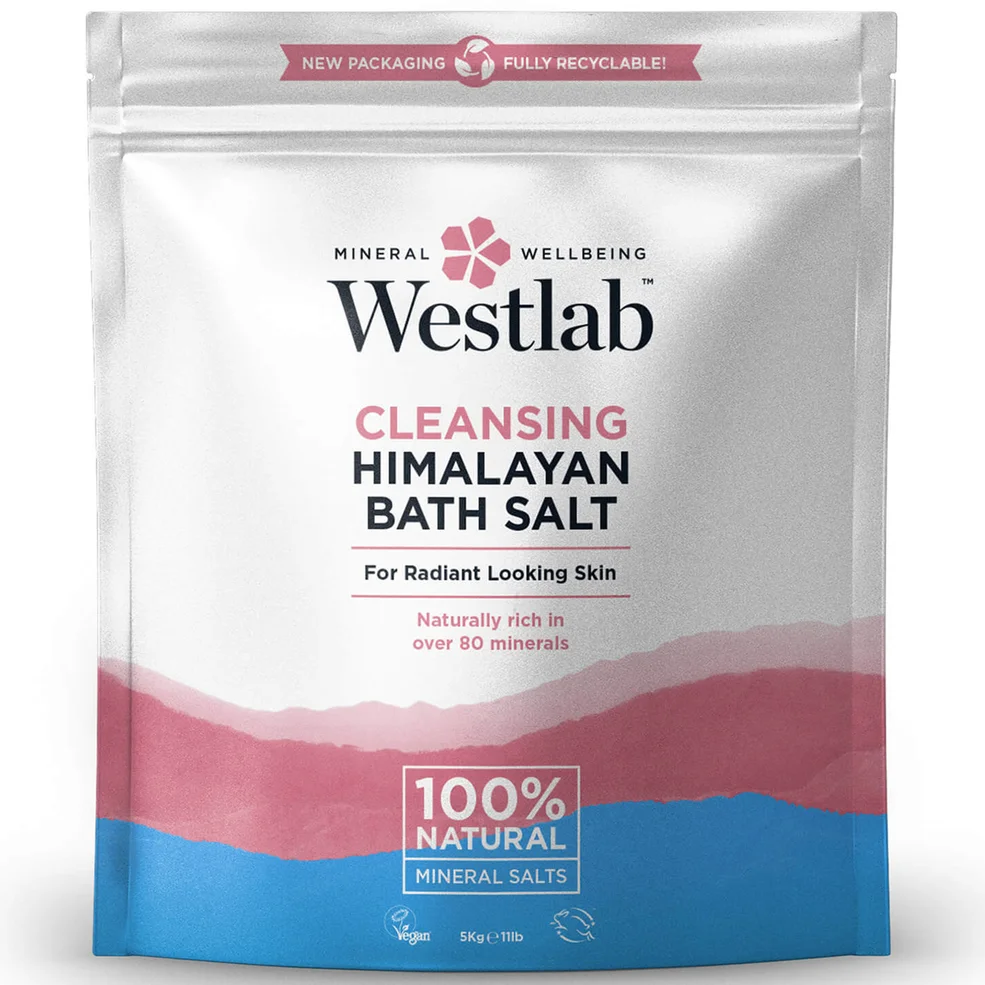 NEW PACKAGING FULLY RECYCLABLE!
MINERAL WELLBEING
Westlab™
CLEANSING
HIMALAYAN
BATH SALT
For Radiant Looking Skin
Naturally rich in
over 80 minerals
100%
NATURAL
MINERAL SALTS
Vegan 5Kg ℮ 11lb